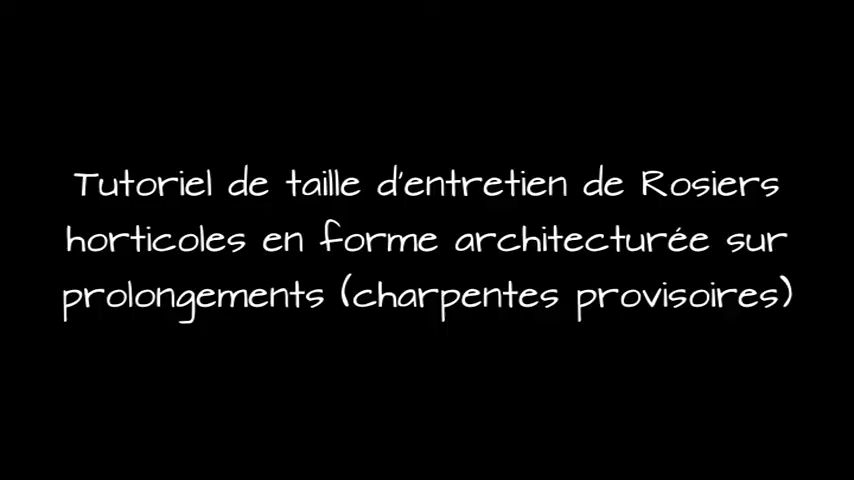 Tutoriel de taille d'entretien de Rosiers
horticoles en forme architecturée sur
prolongements (charpentes provisoires)